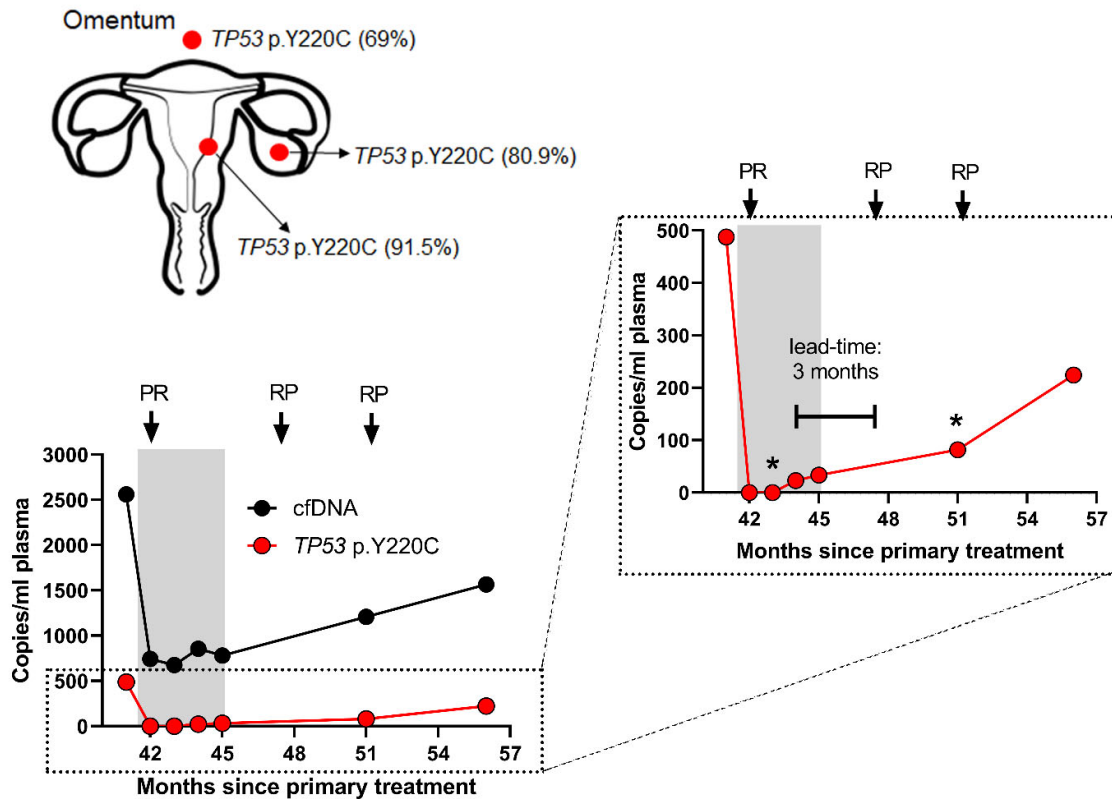 Omentum
TP53 p.Y220C (69%)
TP53 p.Y220C (80.9%)
TP53 p.Y220C (91.5%)
PR
RP
RP
3000
2500
2000
1500
1000
500
0
Copies/ml plasma
cfDNA
TP53 p.Y220C
42
45
48
51
54
57
Months since primary treatment
PR
RP
RP
500
400
300
200
100
0
Copies/ml plasma
lead-time:
3 months
*
*
42
45
48
51
54
57
Months since primary treatment